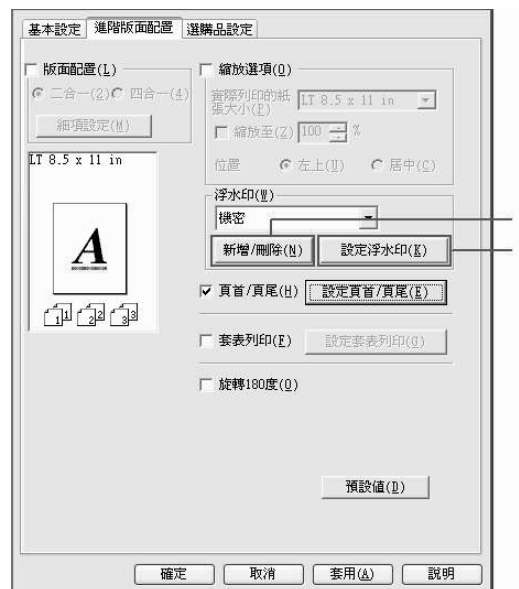 基本設定 進階版面配置 選購品設定
版面配置(L)
二合一(2) 四合一(4)
細項設定(M)
LT 8.5 x 11 in
A
1 1 2 2 3 3
縮放選項(O)
實際列印的紙張大小(P) LT 8.5 x 11 in
縮放至(Z) 100 %
位置 左上(U) 居中(C)
浮水印(W)
機密
新增/刪除(N) 設定浮水印(K)
頁首/頁尾(H) 設定頁首/頁尾(E)
套表列印(F) 設定套表列印(G)
旋轉180度(O)
預設值(D)
確定 取消 套用(A) 說明